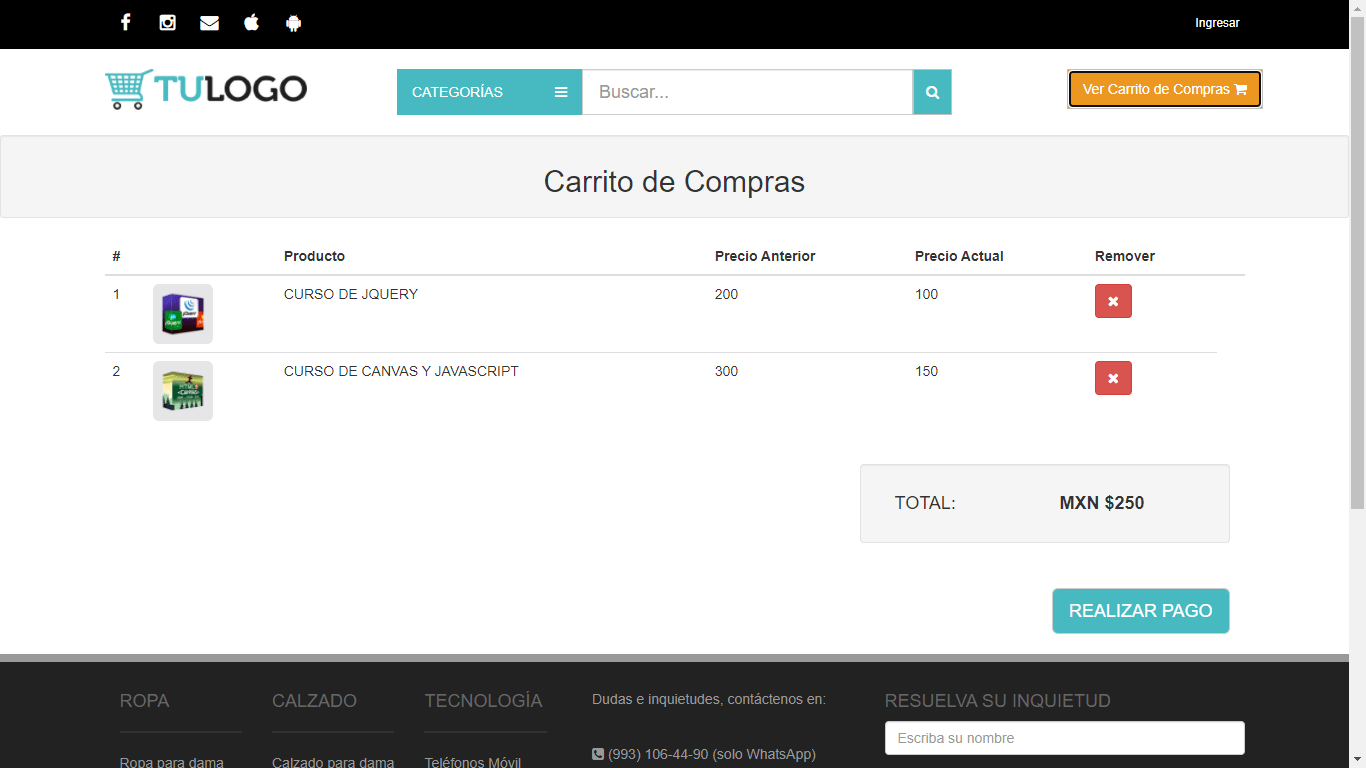 Ingresar
TULOGO
CATEGORÍAS
Buscar...
Ver Carrito de Compras
Carrito de Compras
# Producto Precio Anterior Precio Actual Remover
1 CURSO DE JQUERY 200 100
2 CURSO DE CANVAS Y JAVASCRIPT 300 150
TOTAL: MXN $250
REALIZAR PAGO
ROPA CALZADO TECNOLOGÍA Dudas e inquietudes, contáctenos en: RESUELVA SU INQUIETUD
Escriba su nombre
(993) 106-44-90 (solo WhatsApp)
Ropa para dama Calzado para dama Teléfonos Móvil